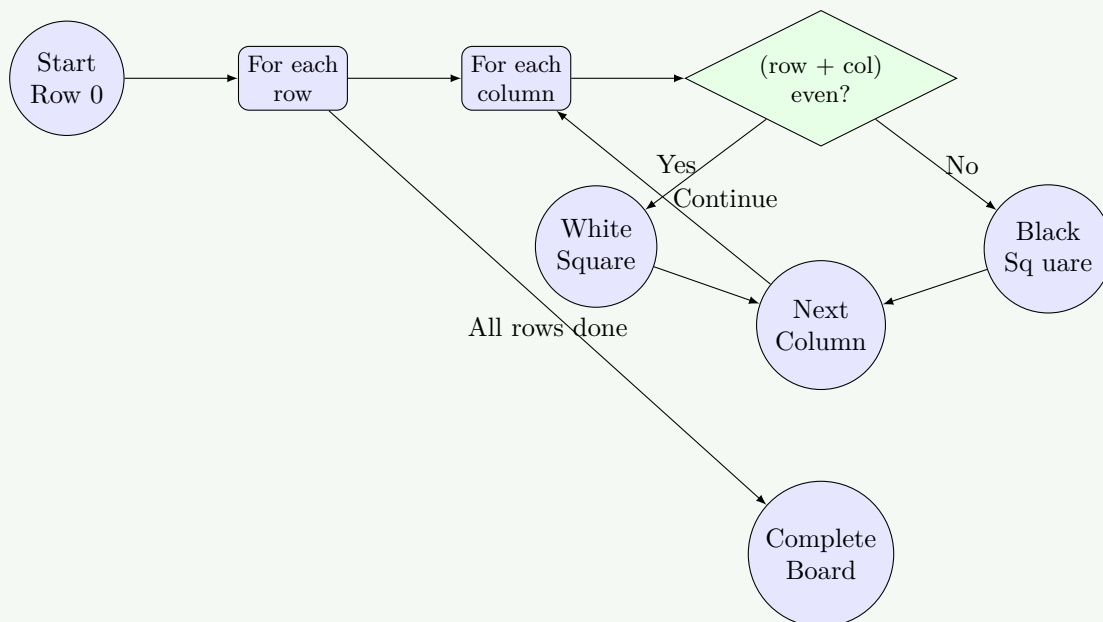 Start
Row 0
For each
row
For each
column
(row + col)
even?
Yes
No
Continue
White
Square
Black
Sq uare
Next
Column
All rows done
Complete
Board